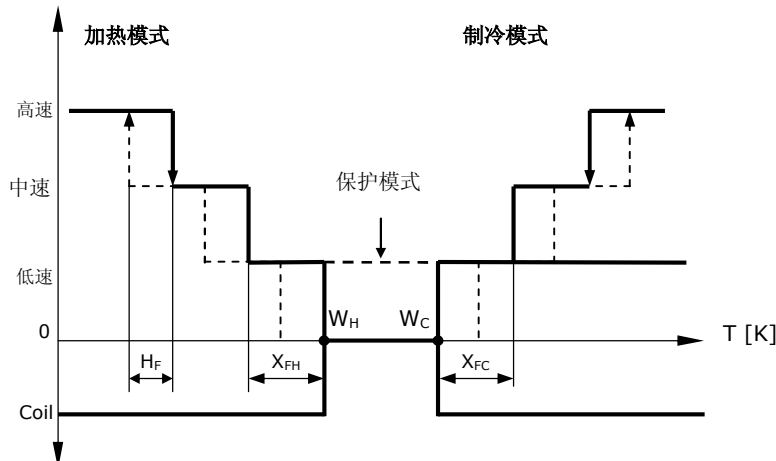 加热模式
制冷模式
高速
中速
保护模式
低速
W_H
W_C
0
T [K]
H_F
X_FH
X_FC
Coil